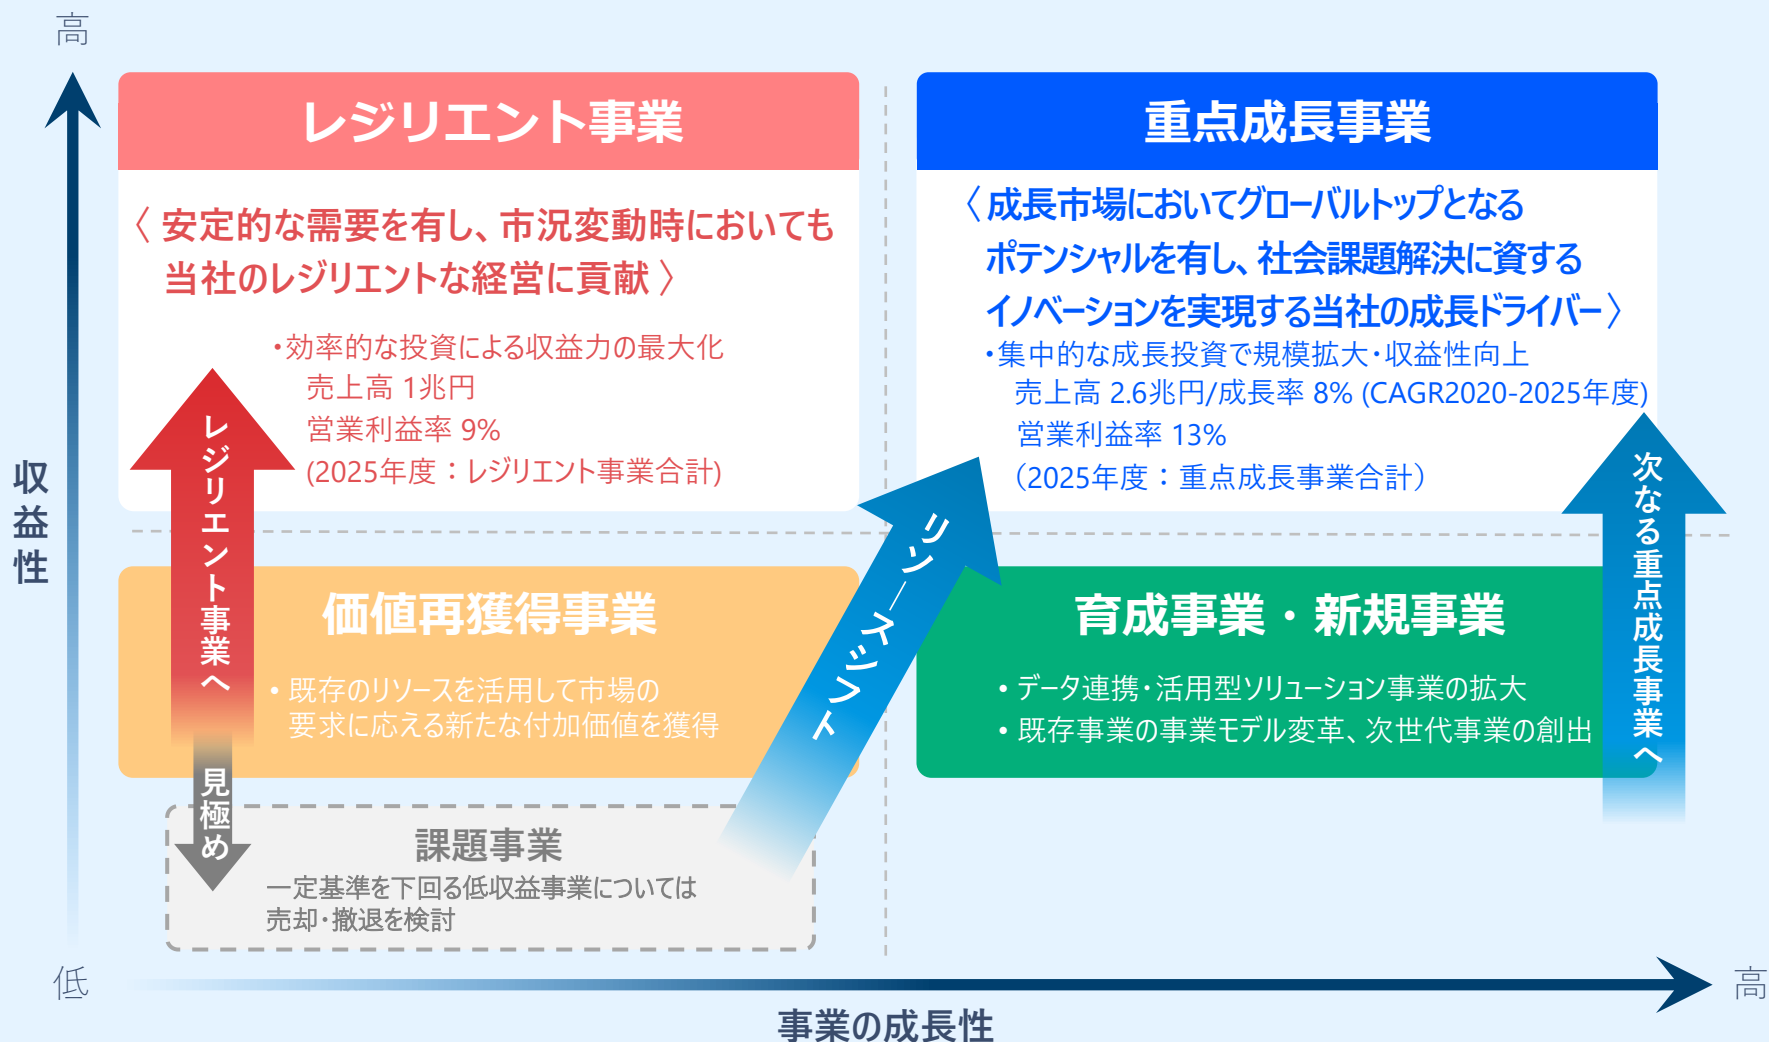 高
収益性
低
レジリエント事業
〈 安定的な需要を有し、市況変動時においても
当社のレジリエントな経営に貢献 〉
・効率的な投資による収益力の最大化
売上高 1兆円
営業利益率 9%
(2025年度：レジリエント事業合計)
重点成長事業
〈 成長市場においてグローバルトップとなる
ポテンシャルを有し、社会課題解決に資する
イノベーションを実現する当社の成長ドライバー 〉
・集中的な成長投資で規模拡大・収益性向上
売上高 2.6兆円/成長率 8% (CAGR2020-2025年度)
営業利益率 13%
（2025年度：重点成長事業合計）
レジリエント事業へ
価値再獲得事業
• 既存のリソースを活用して市場の
要求に応える新たな付加価値を獲得
見極め
課題事業
一定基準を下回る低収益事業については
売却・撤退を検討
リソースシフト
育成事業・新規事業
• データ連携・活用型ソリューション事業の拡大
• 既存事業の事業モデル変革、次世代事業の創出
次なる重点成長事業へ
高
事業の成長性